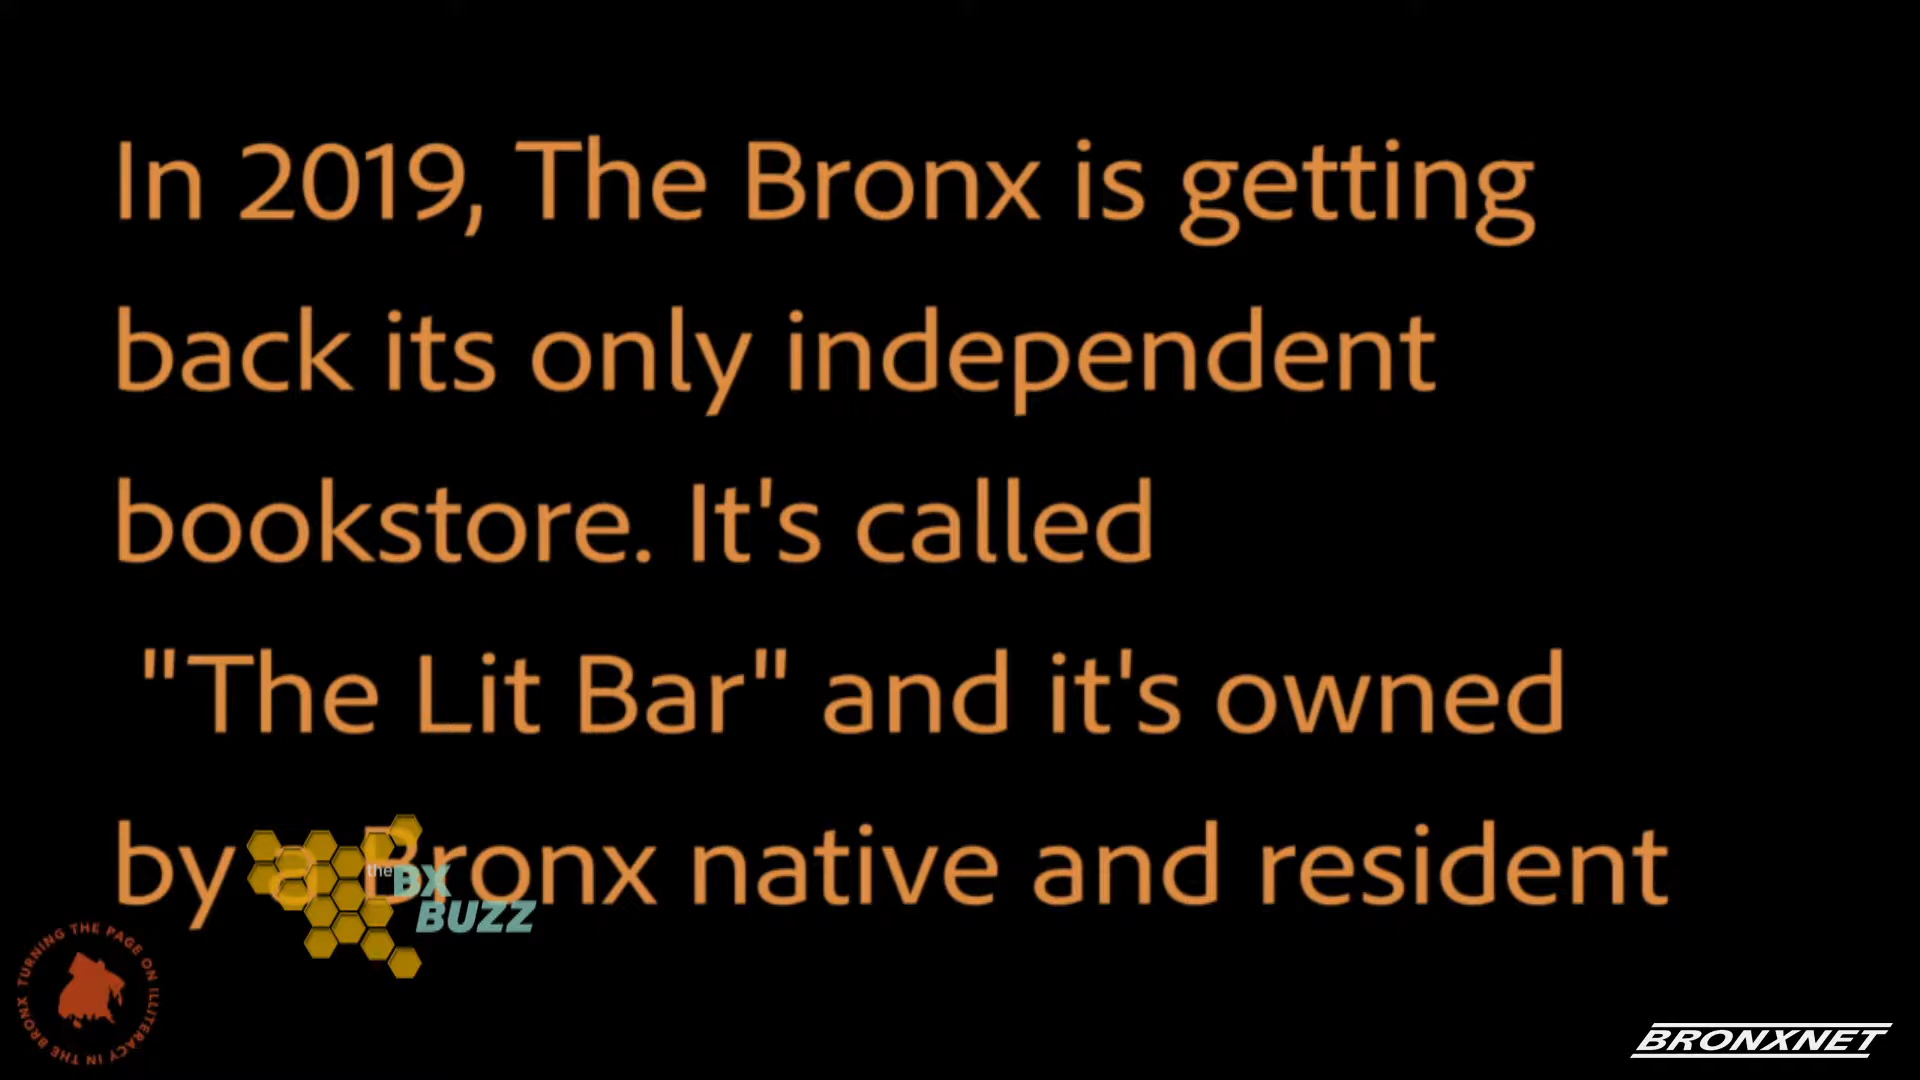 In 2019, The Bronx is getting
back its only independent
bookstore. It's called
"The Lit Bar" and it's owned
by a Bronx native and resident
the BX
BUZZ
TURNING THE PAGE ON ILLITERACY IN THE BRONX
BRONXNET